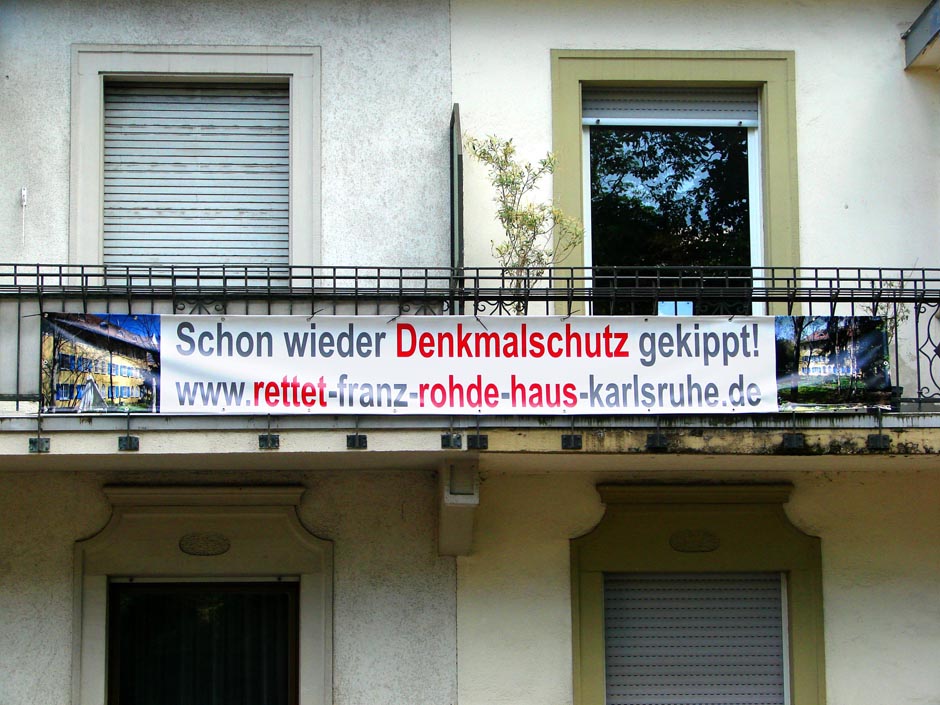 Schon wieder Denkmalschutz gekippt!
www.rettet-franz-rohde-haus-karlsruhe.de